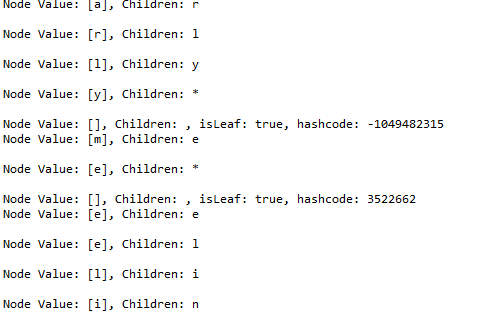 Node Value: [a], Children: r
Node Value: [r], Children: l
Node Value: [l], Children: y
Node Value: [y], Children: *
Node Value: [], Children: , isLeaf: true, hashcode: -1049482315
Node Value: [m], Children: e
Node Value: [e], Children: *
Node Value: [], Children: , isLeaf: true, hashcode: 3522662
Node Value: [e], Children: e
Node Value: [e], Children: l
Node Value: [l], Children: i
Node Value: [i], Children: n